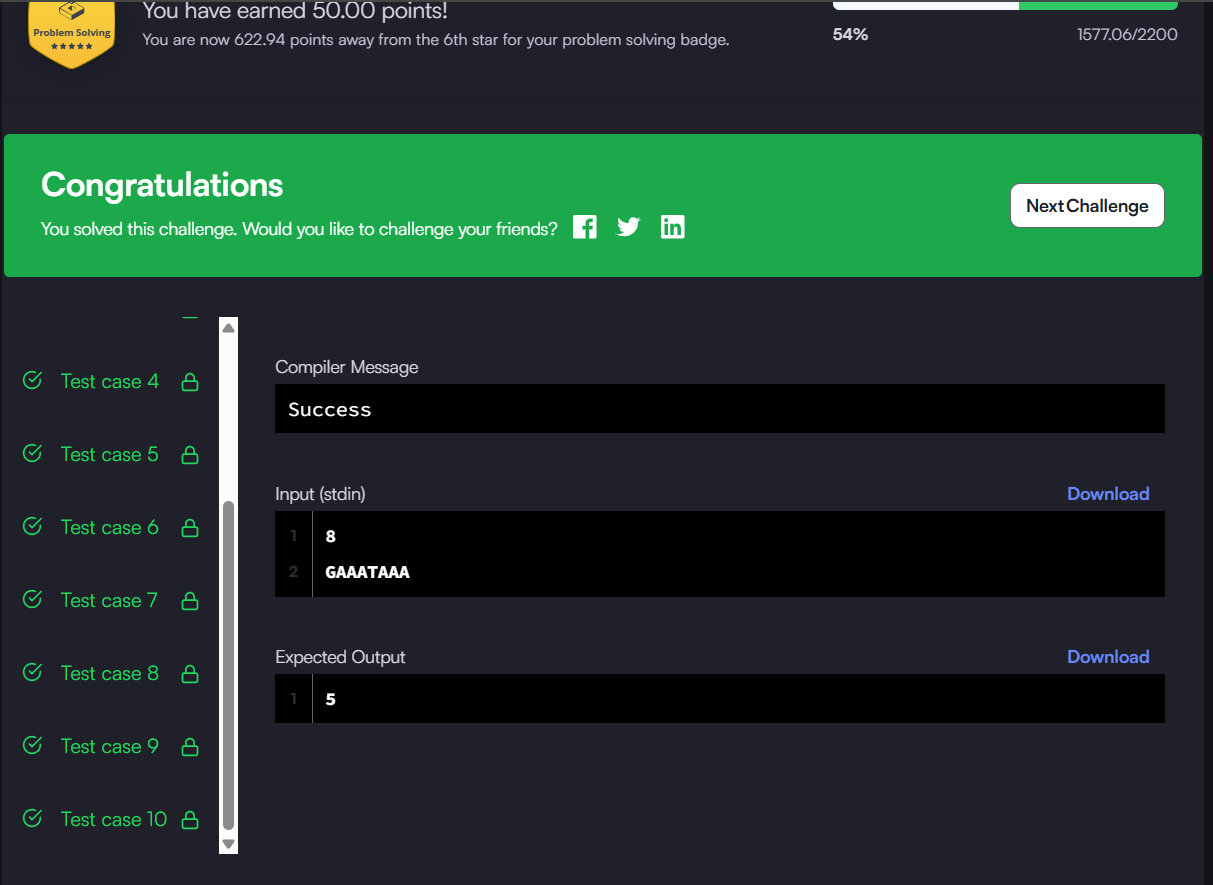 You have earned 50.00 points!
Problem Solving
You are now 622.94 points away from the 6th star for your problem solving badge.
54%
1577.06/2200
Congratulations
You solved this challenge. Would you like to challenge your friends?
Next Challenge
Test case 4
Test case 5
Test case 6
Test case 7
Test case 8
Test case 9
Test case 10
Compiler Message
Success
Input (stdin)
Download
1 8
2 GAAATAAA
Expected Output
Download
1 5